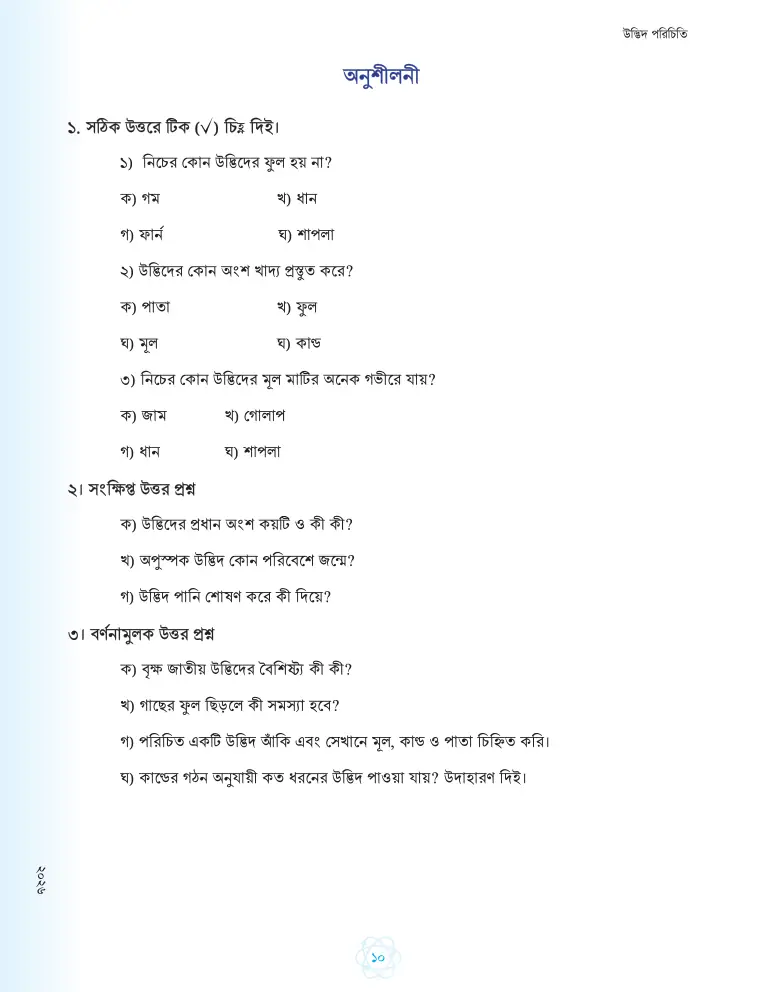 উদ্ভিদ পরিচিতি
অনুশীলনী
১. সঠিক উত্তরে টিক (√) চিহ্ন দিই।
১) নিচের কোন উদ্ভিদের ফুল হয় না?
ক) গম খ) ধান
গ) ফার্ন ঘ) শাপলা
২) উদ্ভিদের কোন অংশ খাদ্য প্রস্তুত করে?
ক) পাতা খ) ফুল
ঘ) মূল ঘ) কাণ্ড
৩) নিচের কোন উদ্ভিদের মূল মাটির অনেক গভীরে যায়?
ক) জাম খ) গোলাপ
গ) ধান ঘ) শাপলা
২। সংক্ষিপ্ত উত্তর প্রশ্ন
ক) উদ্ভিদের প্রধান অংশ কয়টি ও কী কী?
খ) অপুস্পক উদ্ভিদ কোন পরিবেশে জন্মে?
গ) উদ্ভিদ পানি শোষণ করে কী দিয়ে?
৩। বর্ণনামুলক উত্তর প্রশ্ন
ক) বৃক্ষ জাতীয় উদ্ভিদের বৈশিষ্ট্য কী কী?
খ) গাছের ফুল ছিড়লে কী সমস্যা হবে?
গ) পরিচিত একটি উদ্ভিদ আঁকি এবং সেখানে মূল, কাণ্ড ও পাতা চিহ্নিত করি।
ঘ) কান্ডের গঠন অনুযায়ী কত ধরনের উদ্ভিদ পাওয়া যায়? উদাহরণ দিই।
২০২৫
১০